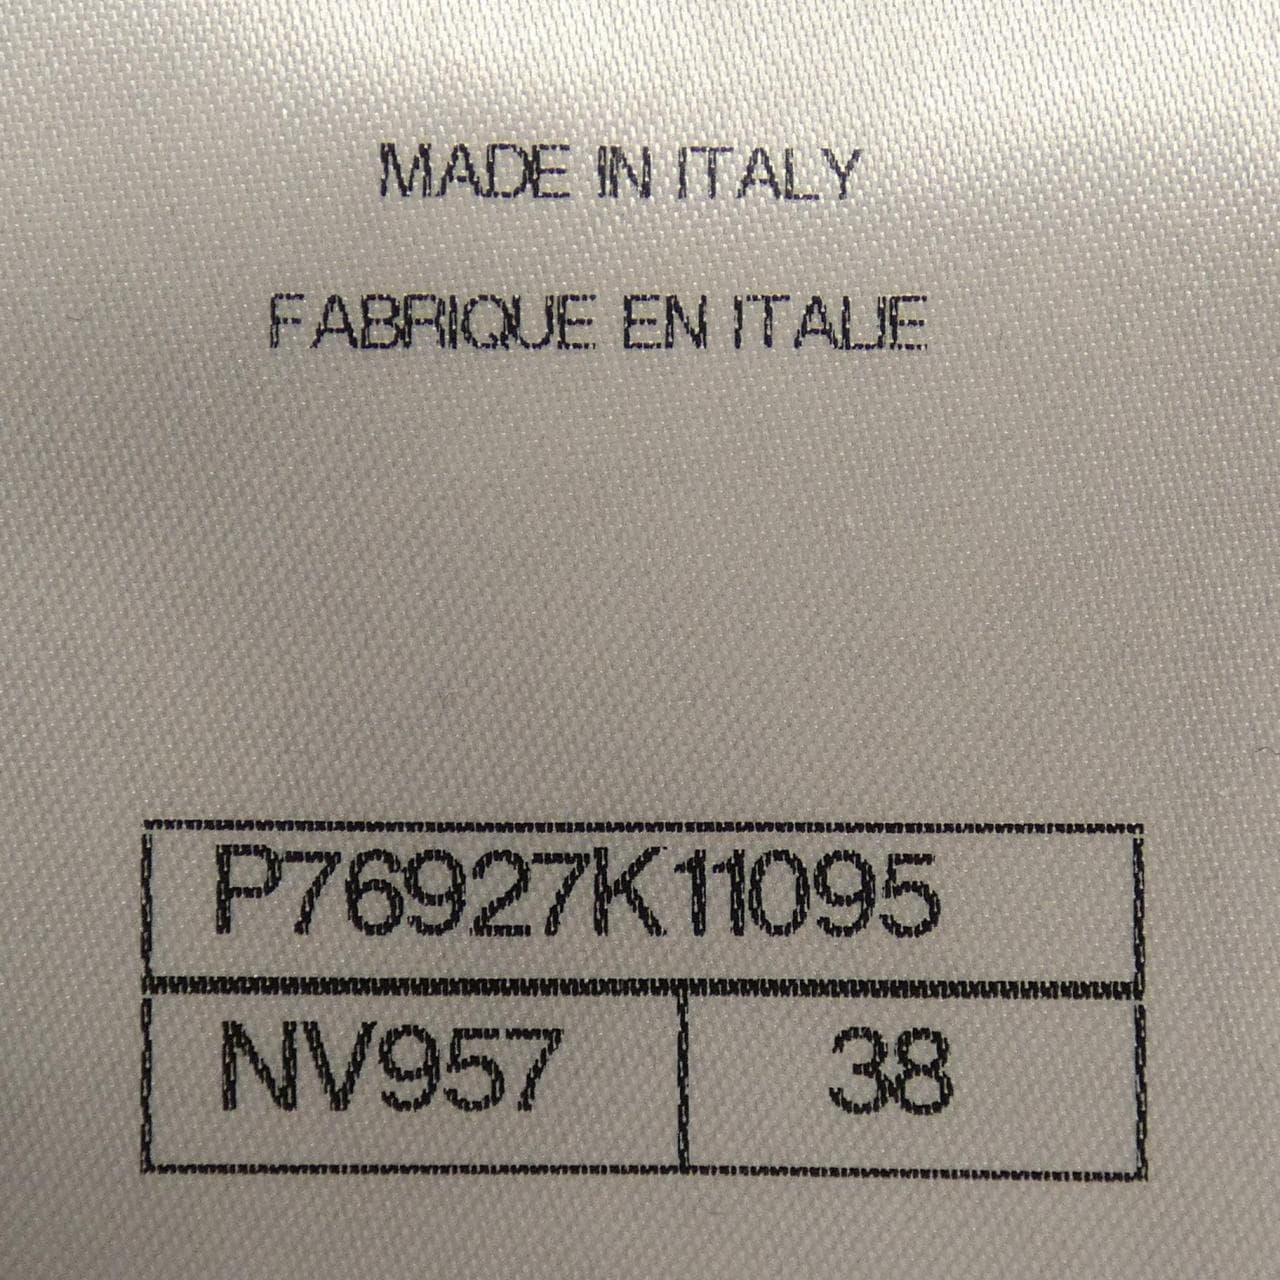 MADE IN ITALY
FABRIQUE EN ITALIE
P76927K11095
NV957 38